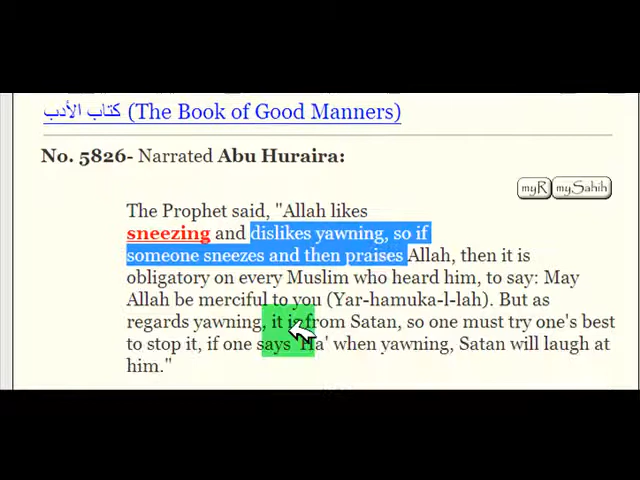 كتاب الأدب (The Book of Good Manners)
No. 5826- Narrated Abu Huraira:
myR mySahih
The Prophet said, "Allah likes
sneezing and dislikes yawning, so if
someone sneezes and then praises Allah, then it is
obligatory on every Muslim who heard him, to say: May
Allah be merciful to you (Yar-hamuka-l-lah). But as
regards yawning, it is from Satan, so one must try one's best
to stop it, if one says 'Ha' when yawning, Satan will laugh at
him."